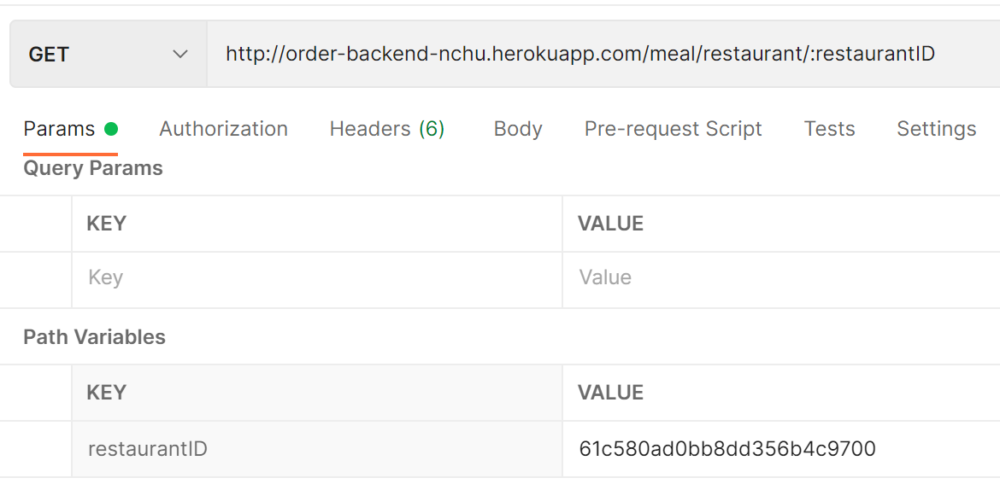 GET http://order-backend-nchu.herokuapp.com/meal/restaurant/:restaurantID
Params Authorization Headers (6) Body Pre-request Script Tests Settings
Query Params
KEY VALUE
Key Value
Path Variables
KEY VALUE
restaurantID 61c580ad0bb8dd356b4c9700